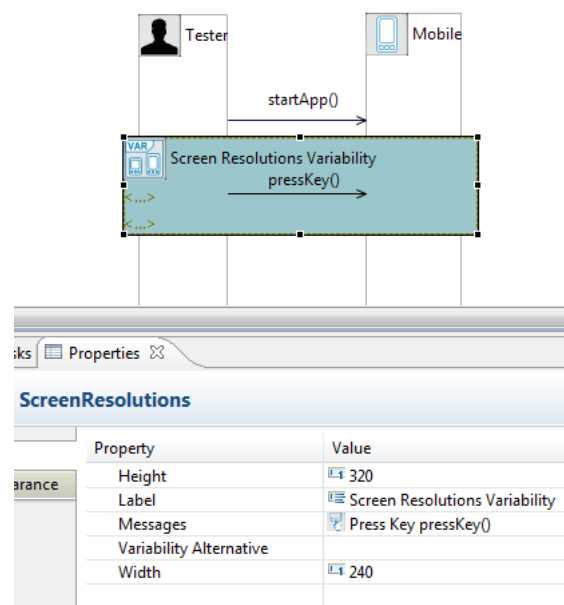 Tester
Mobile
startApp()
VAR
Screen Resolutions Variability
pressKey()
<...>
<...>
sks Properties
ScreenResolutions
Property Value
arance
Height 320
Label Screen Resolutions Variability
Messages Press Key pressKey()
Variability Alternative
Width 240